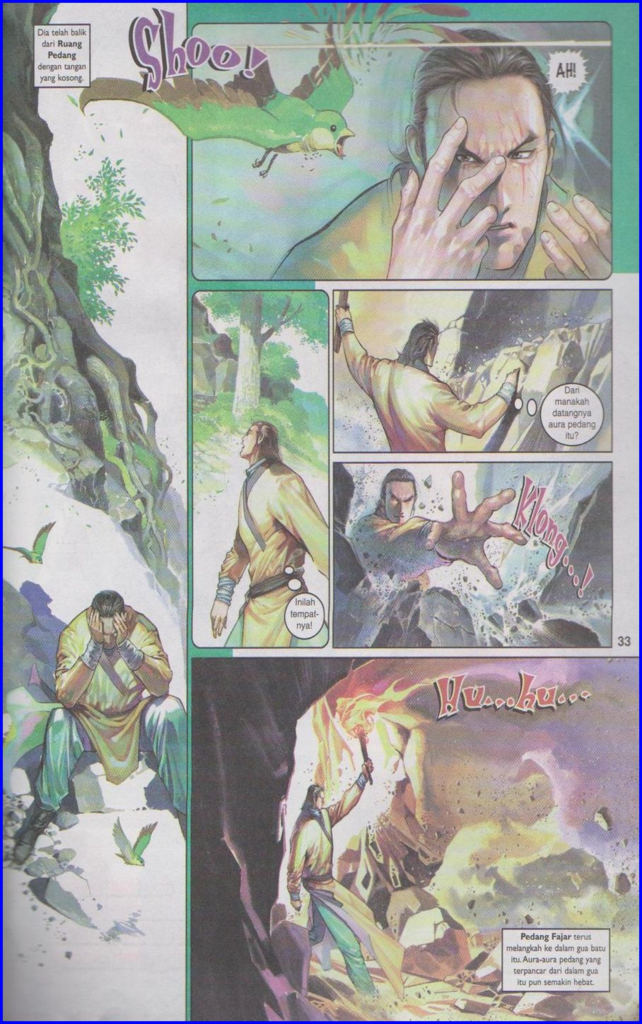 Dia telah balik
dari Ruang
Pedang
dengan tangan
yang kosong.
Shoo!
AH!
Dari
manakah
datangnya
aura pedang
itu?
Inilah
tempat-
nya!
Klong...!
33
Hu...hu...
Pedang Fajar terus
melangkah ke dalam gua batu
itu. Aura-aura pedang yang
terpancar dari dalam gua
itu pun semakin hebat.